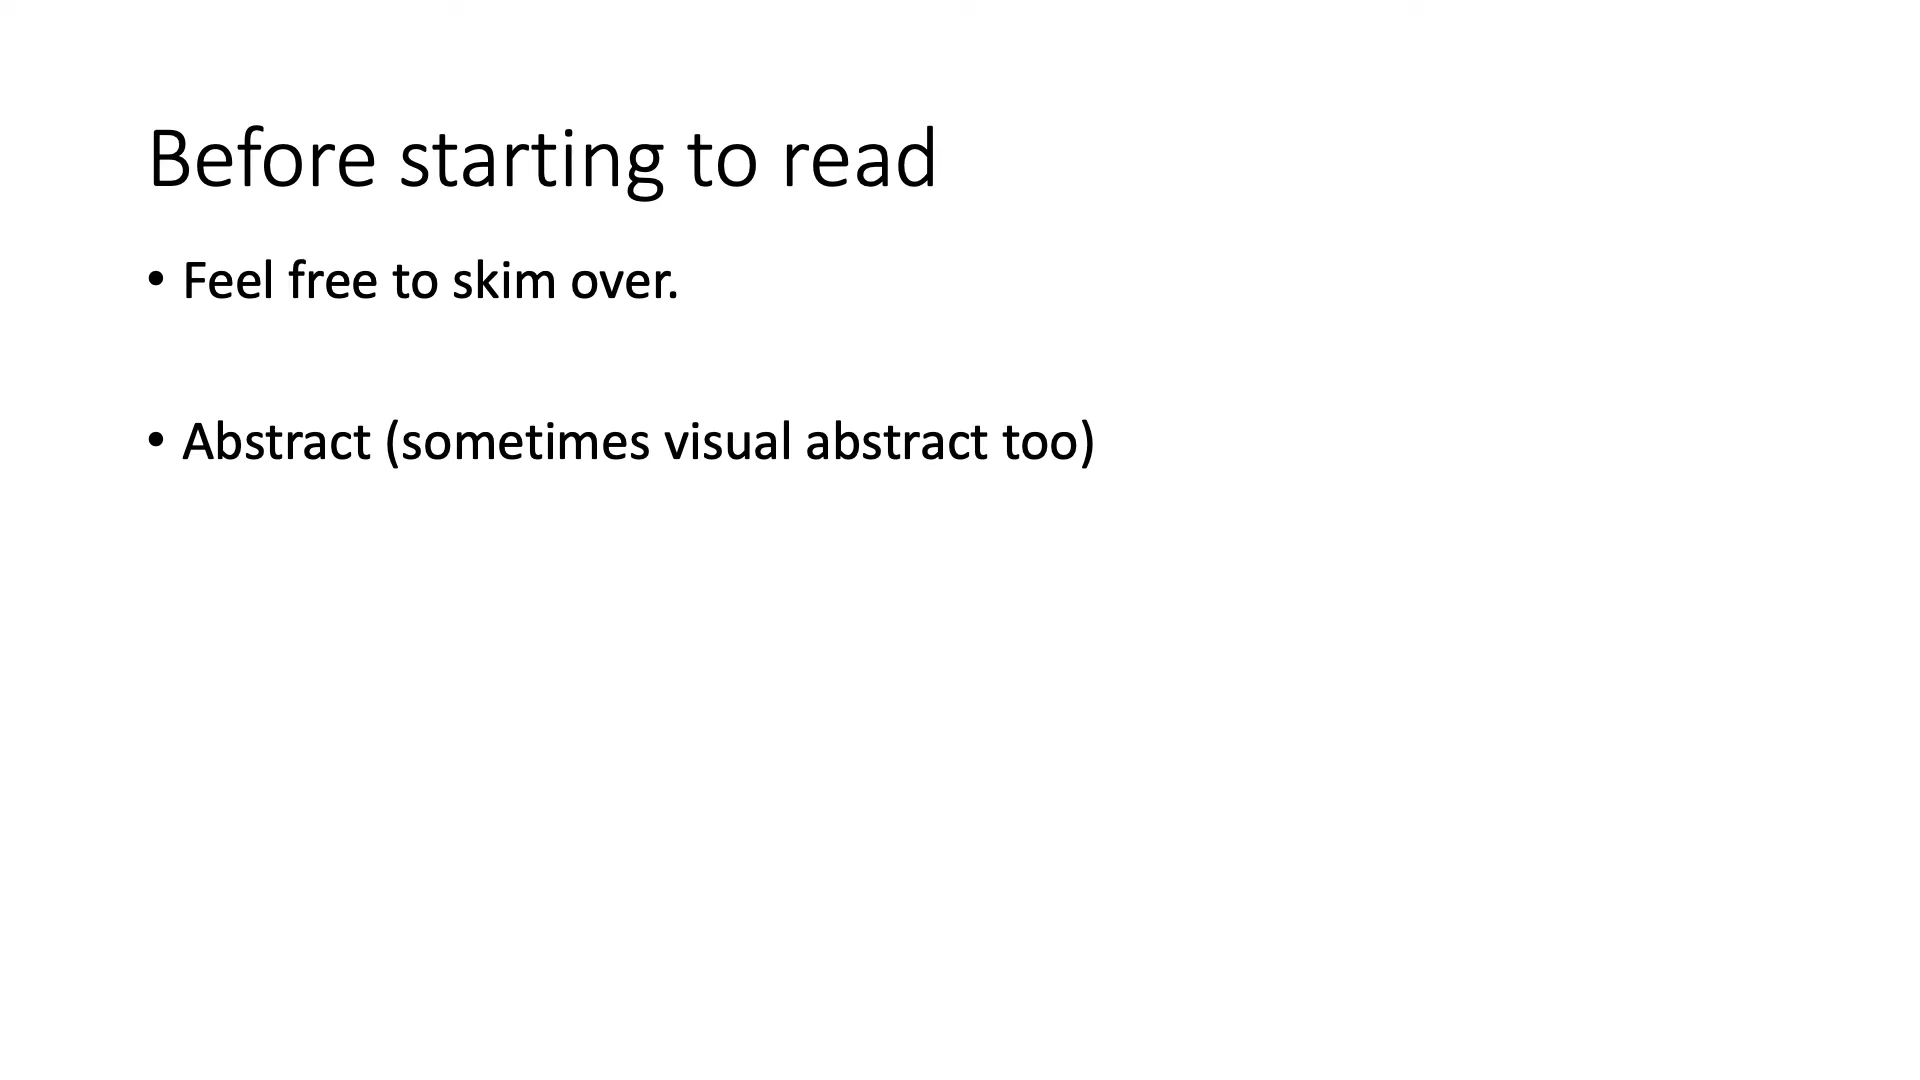 Before starting to read
• Feel free to skim over.
• Abstract (sometimes visual abstract too)